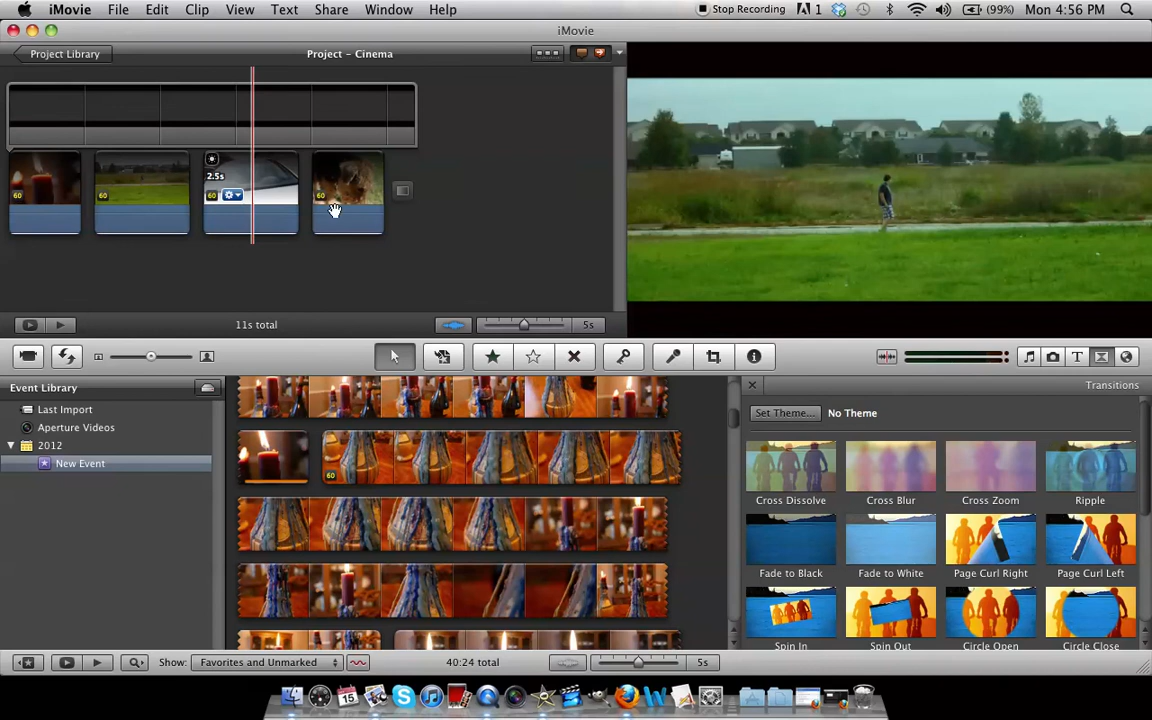 iMovie File Edit Clip View Text Share Window Help Stop Recording 1 (99%) Mon 4:56 PM
iMovie
Project Library Project – Cinema
2.5s
60 60 60 60
11s total 5s
Event Library
Last Import
Aperture Videos
2012
New Event
60
Transitions
Set Theme... No Theme
Cross Dissolve Cross Blur Cross Zoom Ripple
Fade to Black Fade to White Page Curl Right Page Curl Left
Spin In Spin Out Circle Open Circle Close
Show: Favorites and Unmarked 40:24 total 5s
15